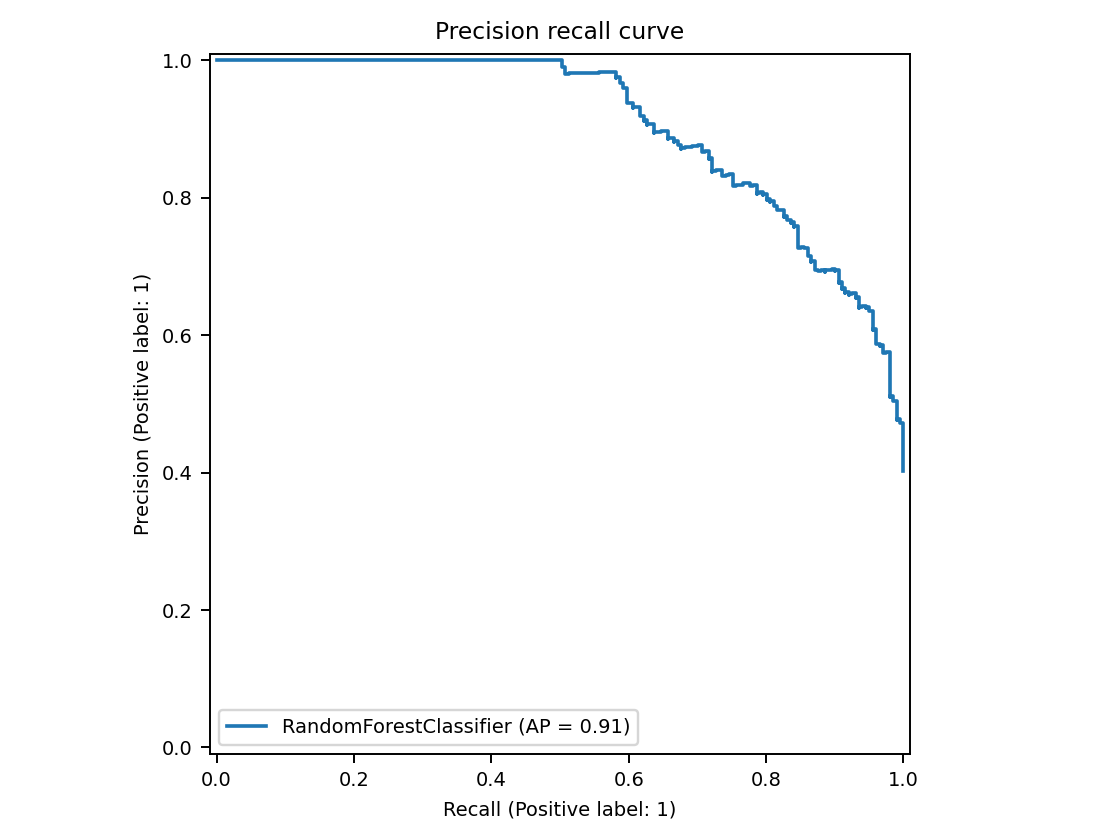 Precision recall curve
1.0
0.8
0.6
0.4
0.2
0.0
Precision (Positive label: 1)
RandomForestClassifier (AP = 0.91)
0.0 0.2 0.4 0.6 0.8 1.0
Recall (Positive label: 1)